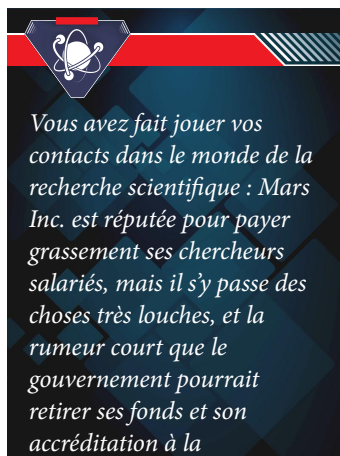 Vous avez fait jouer vos
contacts dans le monde de la
recherche scientifique : Mars
Inc. est réputée pour payer
grassement ses chercheurs
salariés, mais il s'y passe des
choses très louches, et la
rumeur court que le
gouvernement pourrait
retirer ses fonds et son
accréditation à la